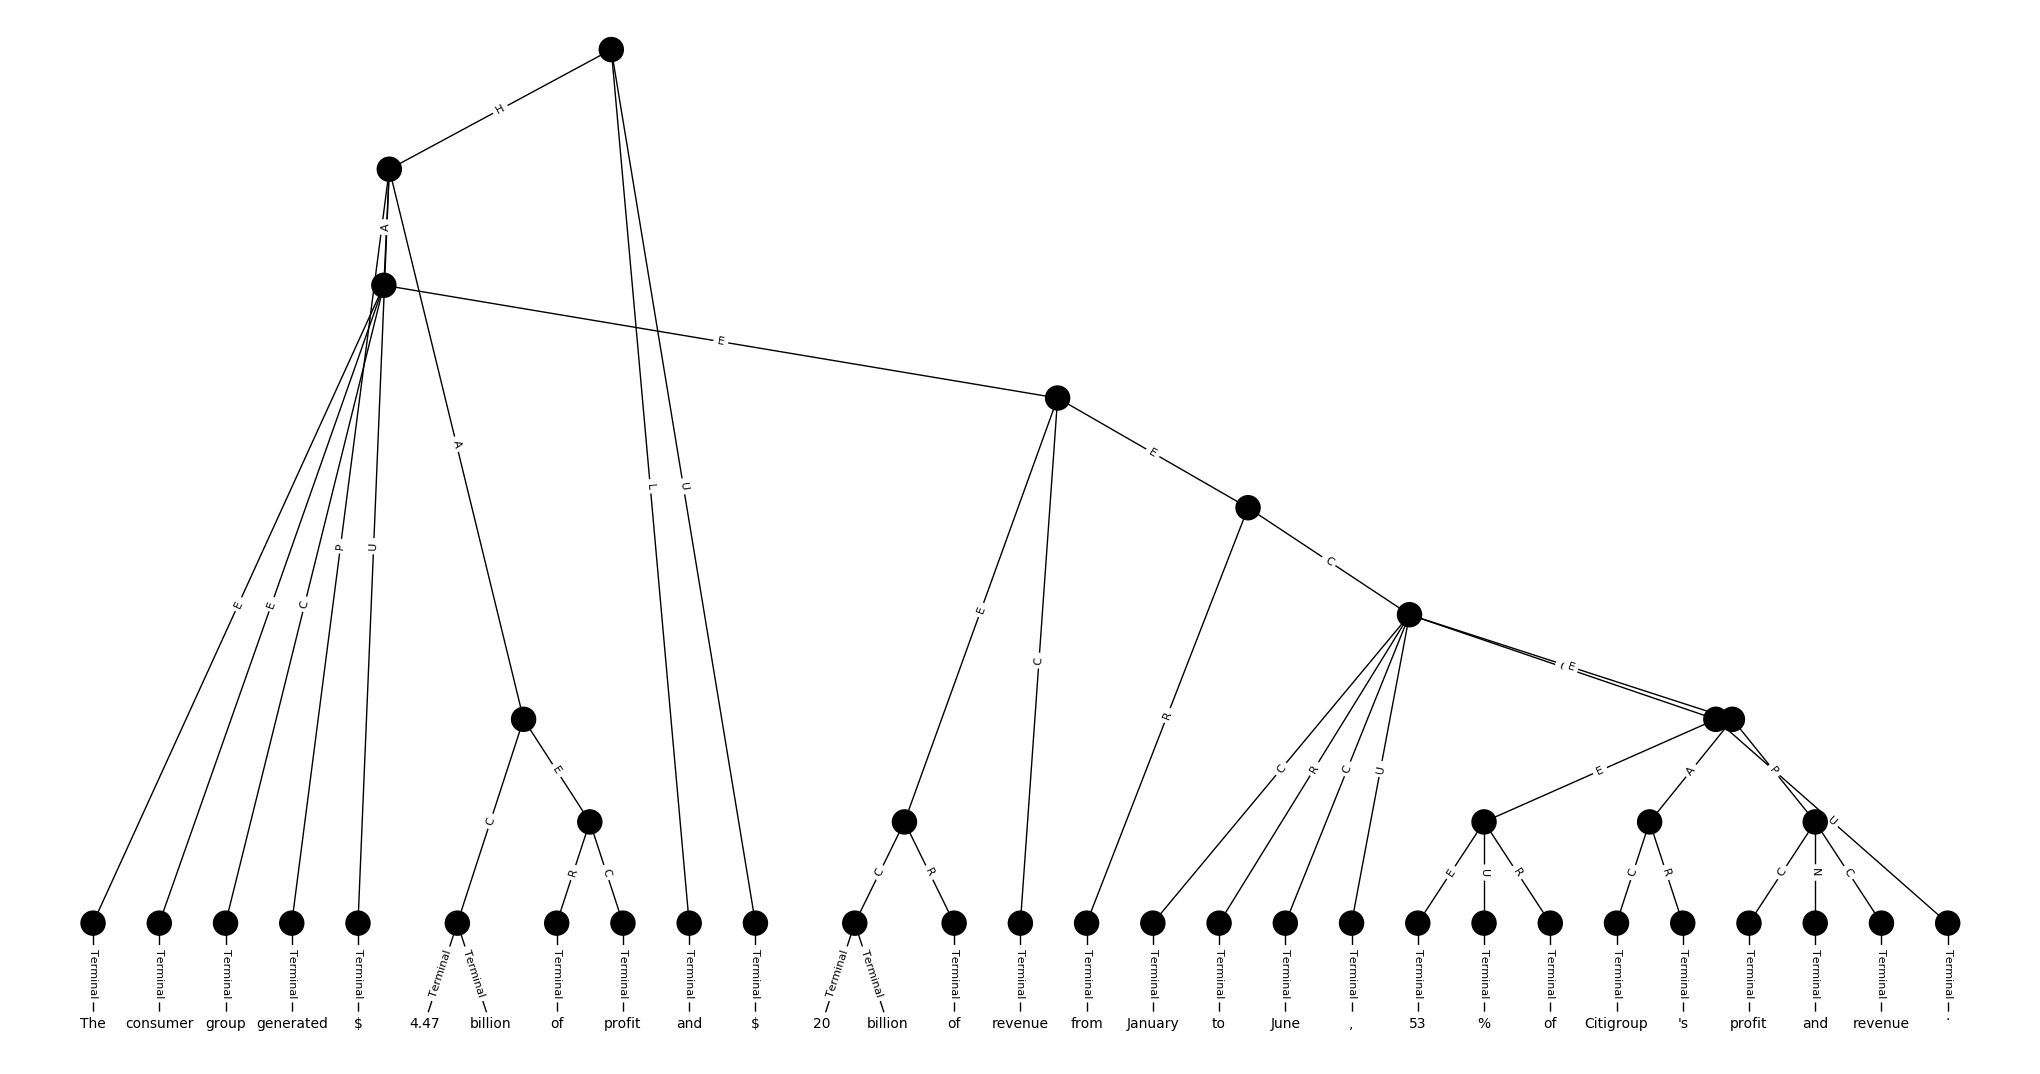 H
A
E
A
E
L
U
P
U
C
E
E
E
C
C
R
E
C
E
R
C
R
C
U
E
A
P
C
R
C
C
R
E
U
R
C
R
C
N
C
U
Terminal Terminal Terminal Terminal Terminal Terminal Terminal Terminal Terminal Terminal Terminal Terminal Terminal Terminal Terminal Terminal Terminal Terminal Terminal Terminal Terminal Terminal Terminal Terminal Terminal Terminal Terminal Terminal Terminal
The consumer group generated $ 4.47 billion of profit and $ 20 billion of revenue from January to June , 53 % of Citigroup 's profit and revenue .